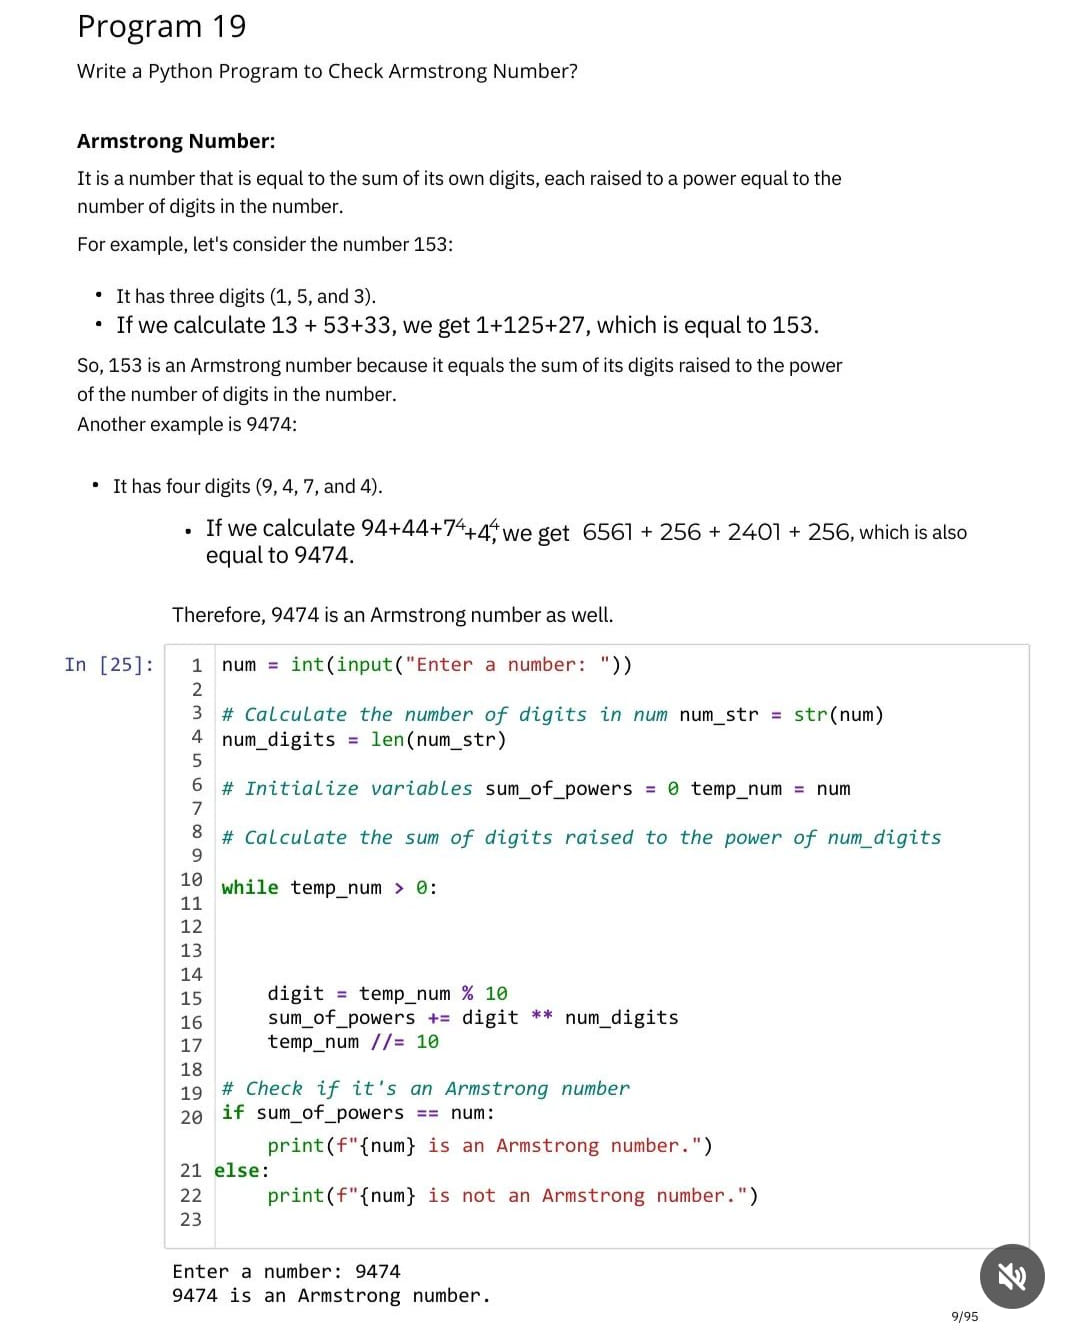 Program 19
Write a Python Program to Check Armstrong Number?
Armstrong Number:
It is a number that is equal to the sum of its own digits, each raised to a power equal to the
number of digits in the number.
For example, let's consider the number 153:
• It has three digits (1, 5, and 3).
• If we calculate 13 + 53+33, we get 1+125+27, which is equal to 153.
So, 153 is an Armstrong number because it equals the sum of its digits raised to the power
of the number of digits in the number.
Another example is 9474:
• It has four digits (9, 4, 7, and 4).
• If we calculate 94+44+7⁴+4⁴, we get 6561 + 256 + 2401 + 256, which is also
equal to 9474.
Therefore, 9474 is an Armstrong number as well.
In [25]: 1 num = int(input("Enter a number: "))
2
3 # Calculate the number of digits in num num_str = str(num)
4 num_digits = len(num_str)
5
6 # Initialize variables sum_of_powers = 0 temp_num = num
7
8 # Calculate the sum of digits raised to the power of num_digits
9
10 while temp_num > 0:
11
12
13
14
15 digit = temp_num % 10
16 sum_of_powers += digit ** num_digits
17 temp_num //= 10
18
19 # Check if it's an Armstrong number
20 if sum_of_powers == num:
print(f"{num} is an Armstrong number.")
21 else:
22 print(f"{num} is not an Armstrong number.")
23
Enter a number: 9474
9474 is an Armstrong number.
9/95